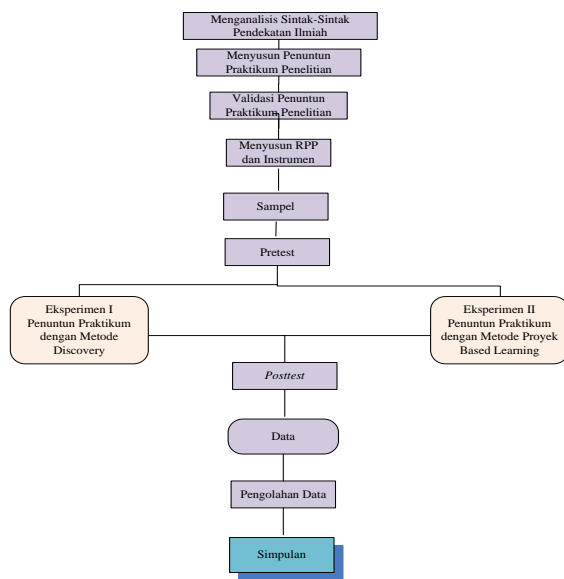 Menganalisis Sintak-Sintak
Pendekatan Ilmiah
Menyusun Penuntun
Praktikum Penelitian
Validasi Penuntun
Praktikum Penelitian
Menyusun RPP
dan Instrumen
Sampel
Pretest
Eksperimen I
Penuntun Praktikum
dengan Metode
Discovery
Eksperimen II
Penuntun Praktikum
dengan Metode Proyek
Based Learning
Posttest
Data
Pengolahan Data
Simpulan